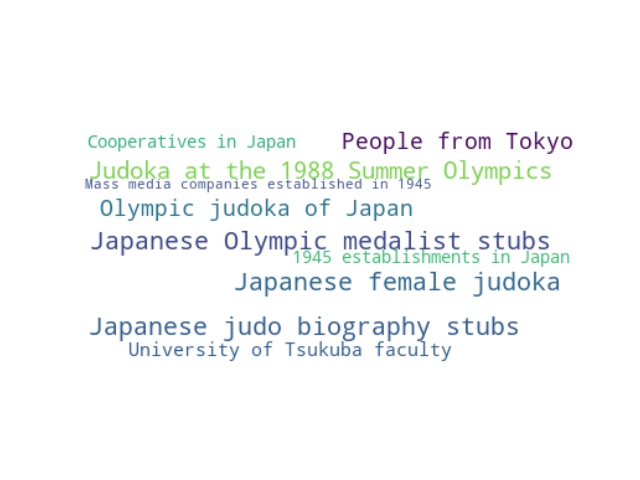 Cooperatives in Japan
People from Tokyo
Judoka at the 1988 Summer Olympics
Mass media companies established in 1945
Olympic judoka of Japan
Japanese Olympic medalist stubs
1945 establishments in Japan
Japanese female judoka
Japanese judo biography stubs
University of Tsukuba faculty